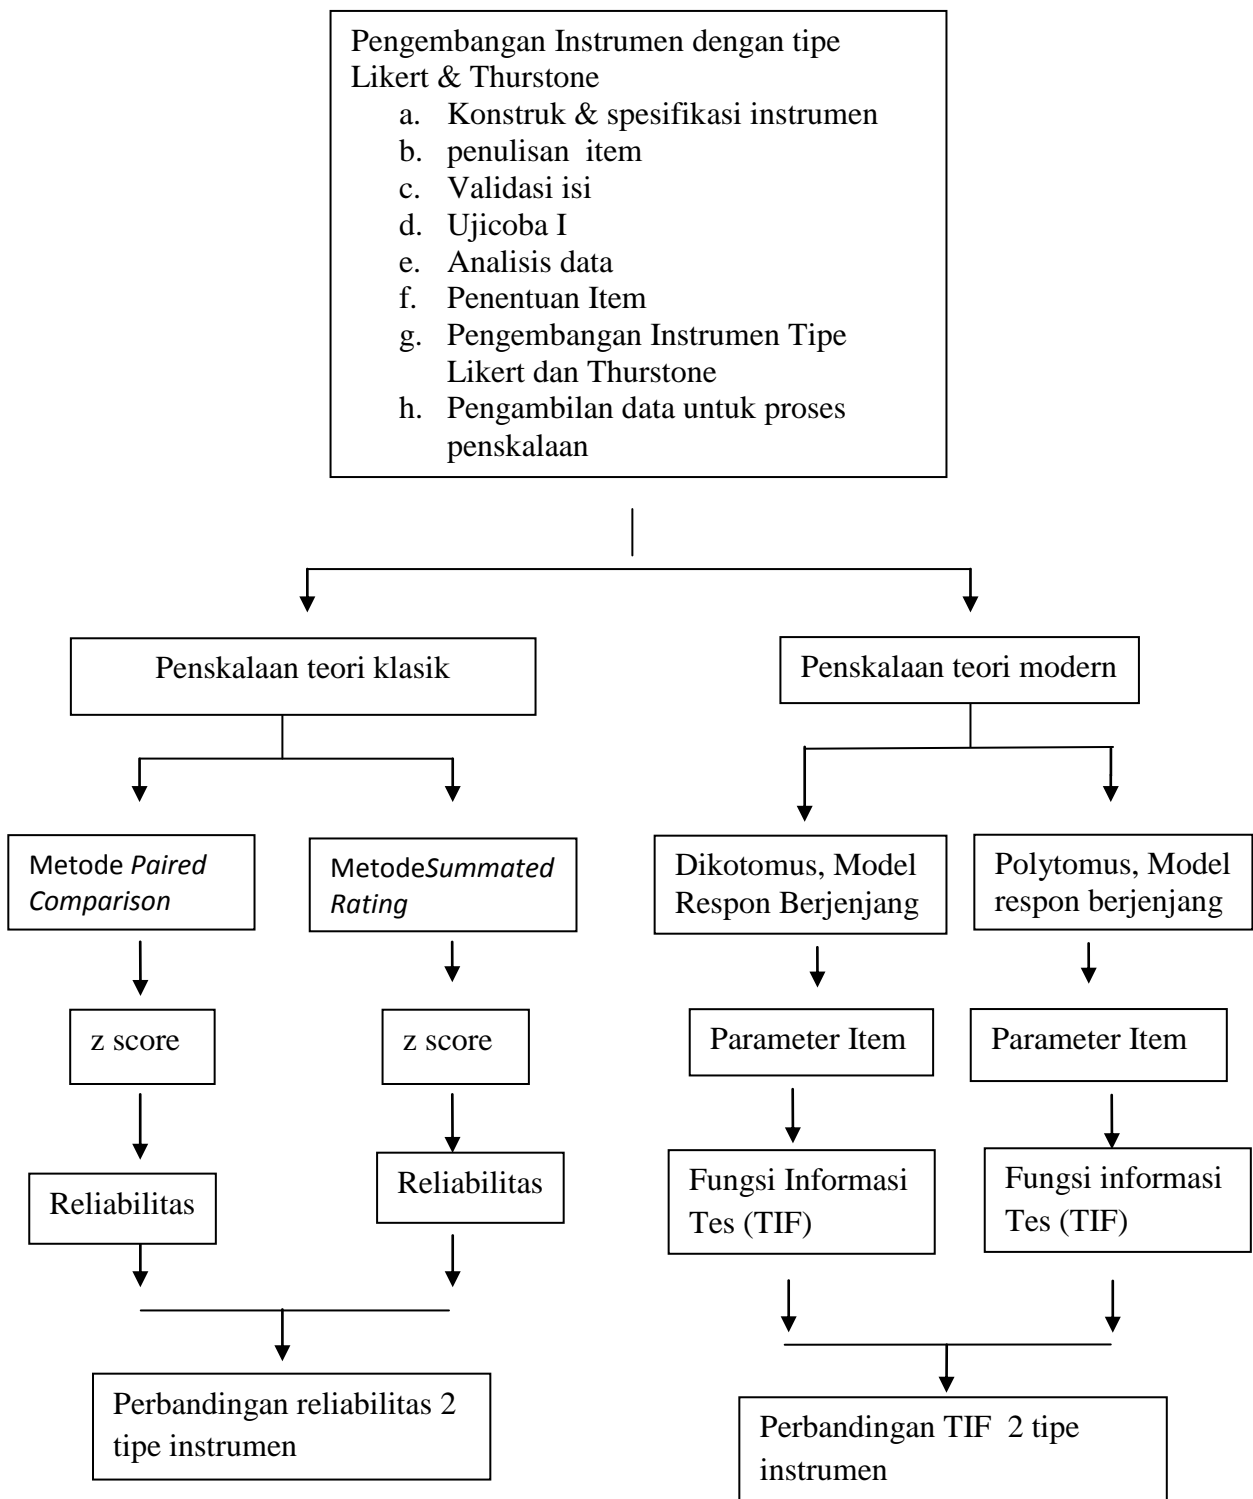 Pengembangan Instrumen dengan tipe
Likert & Thurstone
a. Konstruk & spesifikasi instrumen
b. penulisan item
c. Validasi isi
d. Ujicoba I
e. Analisis data
f. Penentuan Item
g. Pengembangan Instrumen Tipe
Likert dan Thurstone
h. Pengambilan data untuk proses
penskalaan
Penskalaan teori klasik
Penskalaan teori modern
Metode Paired
Comparison
MetodeSummated
Rating
Dikotomus, Model
Respon Berjenjang
Polytomus, Model
respon berjenjang
z score
z score
Parameter Item
Parameter Item
Reliabilitas
Reliabilitas
Fungsi Informasi
Tes (TIF)
Fungsi informasi
Tes (TIF)
Perbandingan reliabilitas 2
tipe instrumen
Perbandingan TIF 2 tipe
instrumen